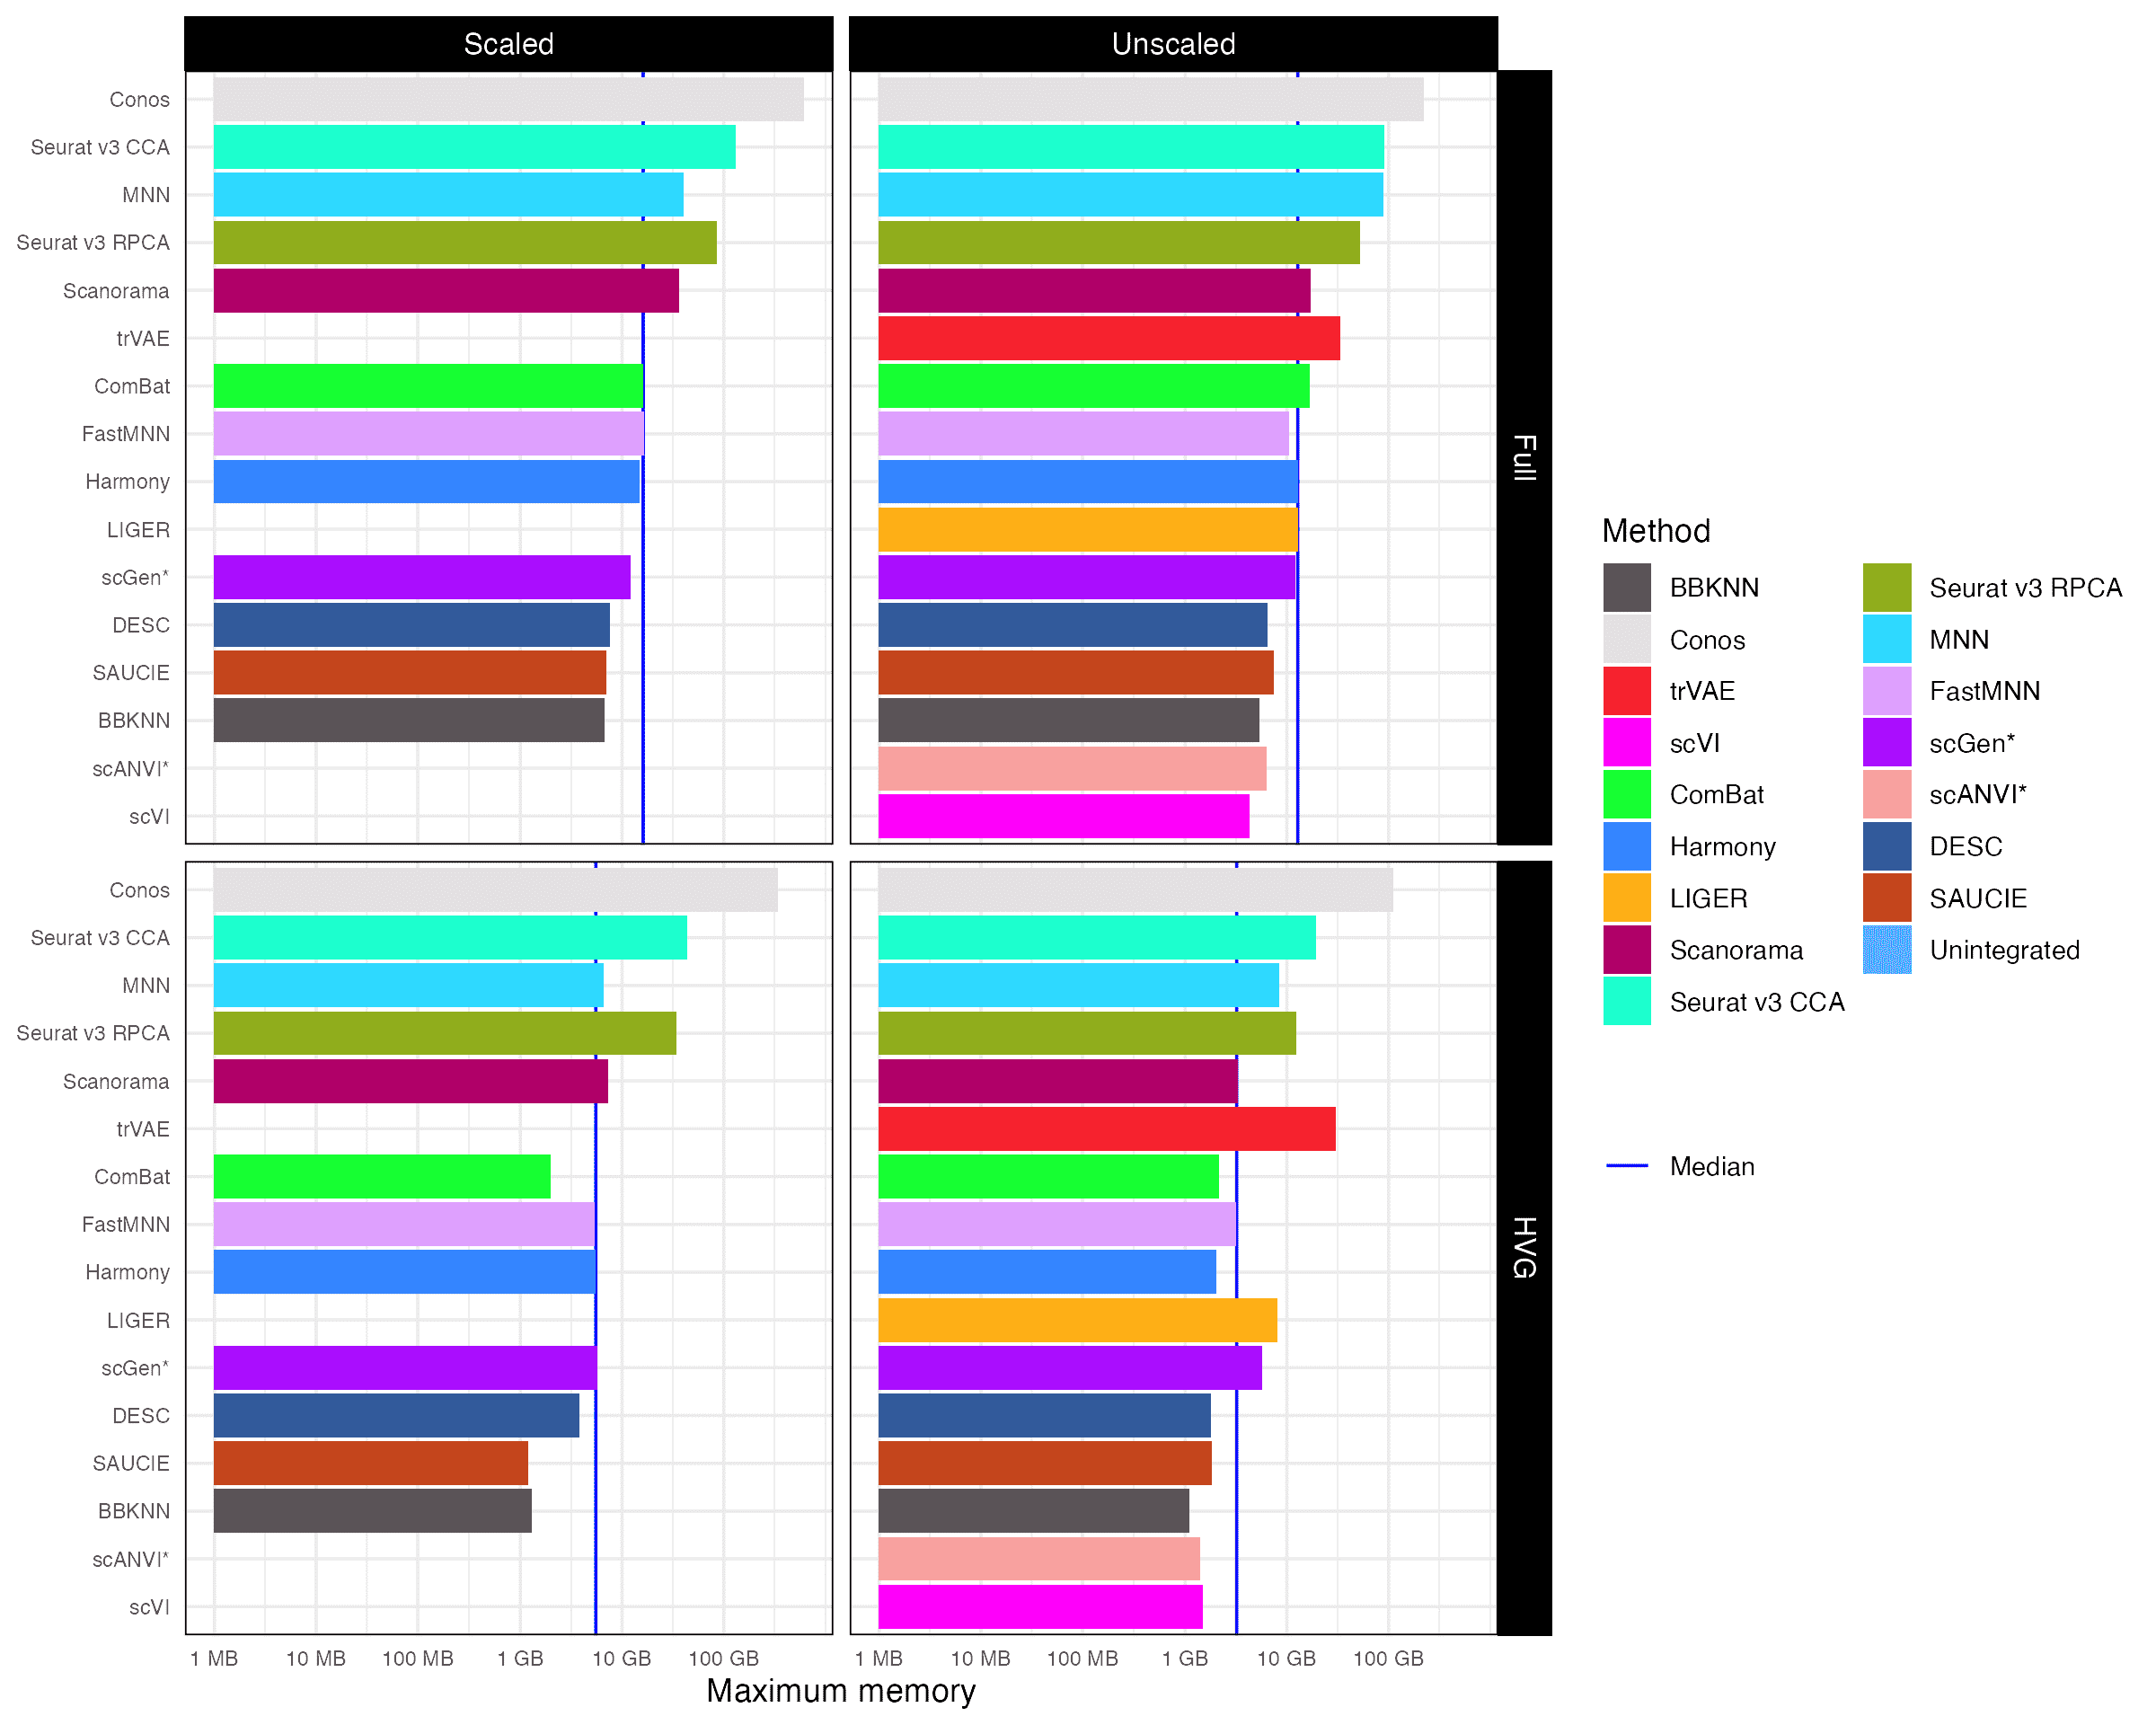 Scaled
Unscaled
Conos
Seurat v3 CCA
MNN
Seurat v3 RPCA
Scanorama
trVAE
ComBat
FastMNN
Harmony
LIGER
scGen*
DESC
SAUCIE
BBKNN
scANVI*
scVI
Full
Conos
Seurat v3 CCA
MNN
Seurat v3 RPCA
Scanorama
trVAE
ComBat
FastMNN
Harmony
LIGER
scGen*
DESC
SAUCIE
BBKNN
scANVI*
scVI
HVG
1 MB 10 MB 100 MB 1 GB 10 GB 100 GB
1 MB 10 MB 100 MB 1 GB 10 GB 100 GB
Maximum memory
Method
BBKNN
Conos
trVAE
scVI
ComBat
Harmony
LIGER
Scanorama
Seurat v3 CCA
Seurat v3 RPCA
MNN
FastMNN
scGen*
scANVI*
DESC
SAUCIE
Unintegrated
Median